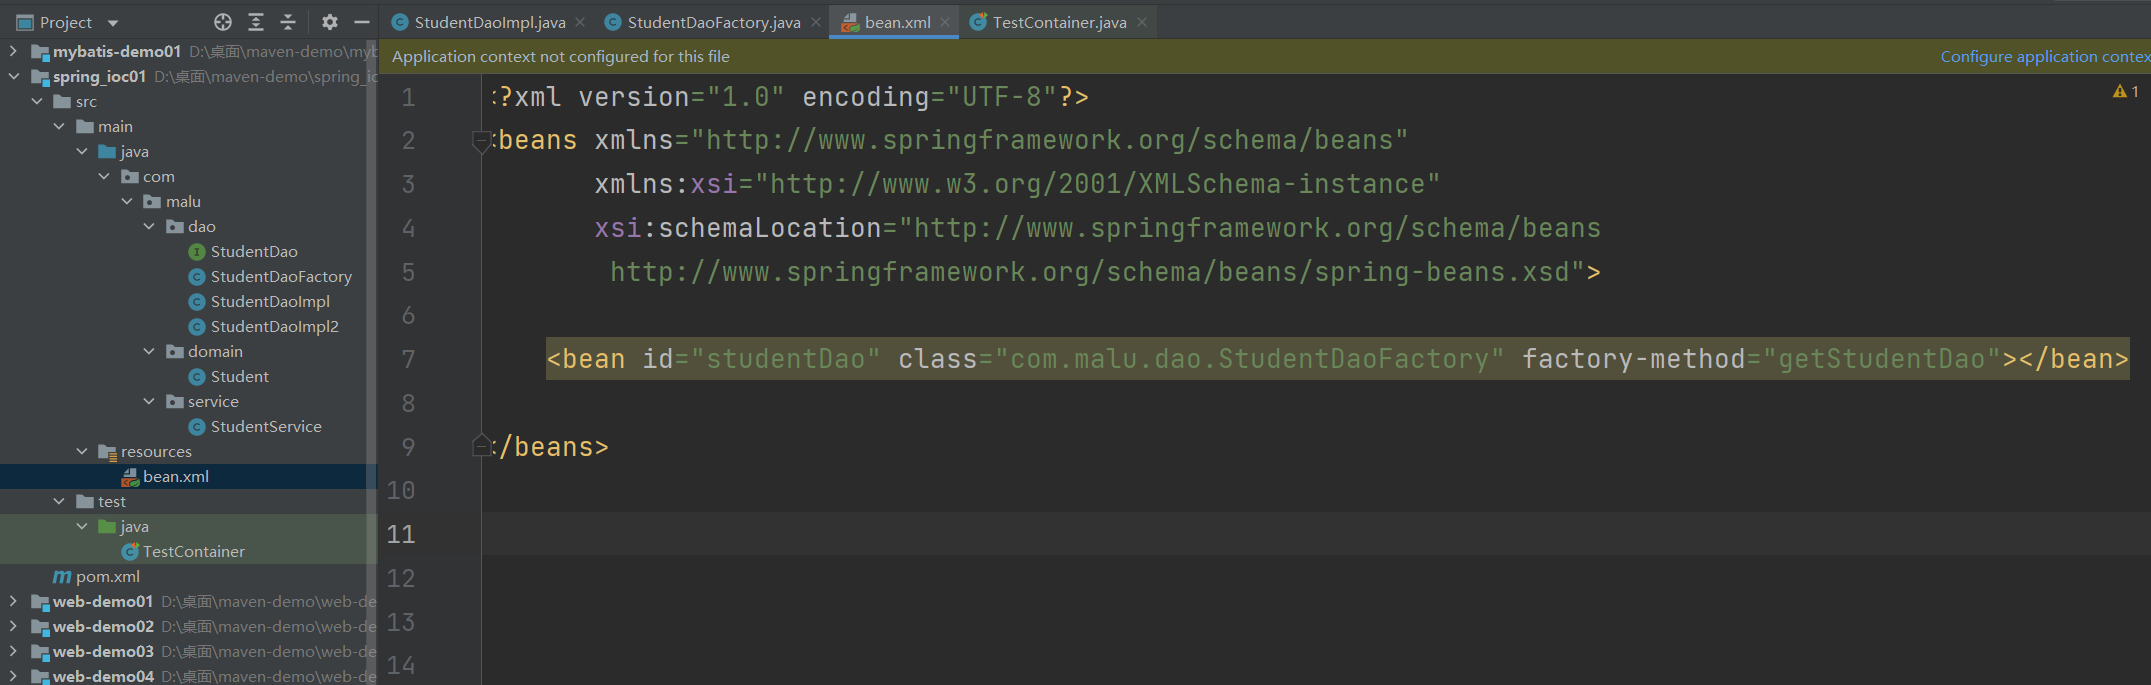 Project
mybatis-demo01 D:\桌面\maven-demo\myb
spring_ioc01 D:\桌面\maven-demo\spring_ic
src
main
java
com
malu
dao
StudentDao
StudentDaoFactory
StudentDaoImpl
StudentDaoImpl2
domain
Student
service
StudentService
resources
bean.xml
test
java
TestContainer
pom.xml
web-demo01 D:\桌面\maven-demo\web-de
web-demo02 D:\桌面\maven-demo\web-de
web-demo03 D:\桌面\maven-demo\web-de
web-demo04 D:\桌面\maven-demo\web-de
StudentDaoImpl.java StudentDaoFactory.java bean.xml TestContainer.java
Application context not configured for this file Configure application contex
1
1 <?xml version="1.0" encoding="UTF-8"?>
2 <beans xmlns="http://www.springframework.org/schema/beans"
3 xmlns:xsi="http://www.w3.org/2001/XMLSchema-instance"
4 xsi:schemaLocation="http://www.springframework.org/schema/beans
5 http://www.springframework.org/schema/beans/spring-beans.xsd">
6
7 <bean id="studentDao" class="com.malu.dao.StudentDaoFactory" factory-method="getStudentDao"></bean>
8
9 </beans>
10
11
12
13
14